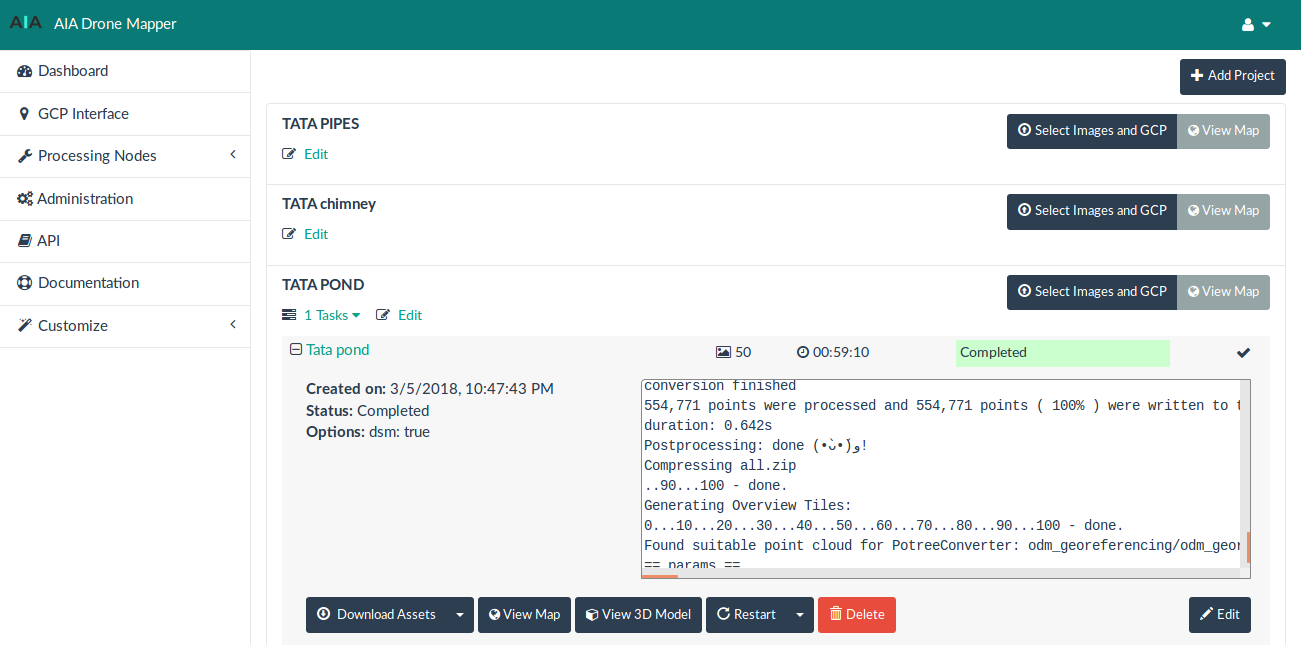 AIA AIA Drone Mapper
Dashboard
GCP Interface
Processing Nodes
Administration
API
Documentation
Customize
Add Project
TATA PIPES
Select Images and GCP View Map
Edit
TATA chimney
Select Images and GCP View Map
Edit
TATA POND
Select Images and GCP View Map
1 Tasks Edit
Tata pond 50 00:59:10 Completed
Created on: 3/5/2018, 10:47:43 PM
Status: Completed
Options: dsm: true
conversion finished
554,771 points were processed and 554,771 points ( 100% ) were written to t
duration: 0.642s
Postprocessing: done (•̀ᴗ•́)و!
Compressing all.zip
..90...100 - done.
Generating Overview Tiles:
0...10...20...30...40...50...60...70...80...90...100 - done.
Found suitable point cloud for PotreeConverter: odm_georeferencing/odm_geor
== params ==
Download Assets View Map View 3D Model Restart Delete Edit